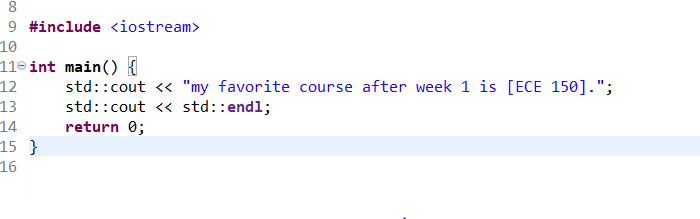 8
9 #include <iostream>
10
11 int main() {
12 std::cout << "my favorite course after week 1 is [ECE 150].";
13 std::cout << std::endl;
14 return 0;
15 }
16